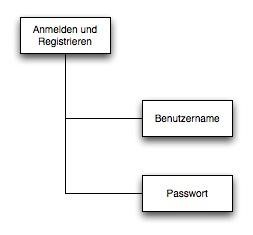 Anmelden und
Registrieren
Benutzername
Passwort